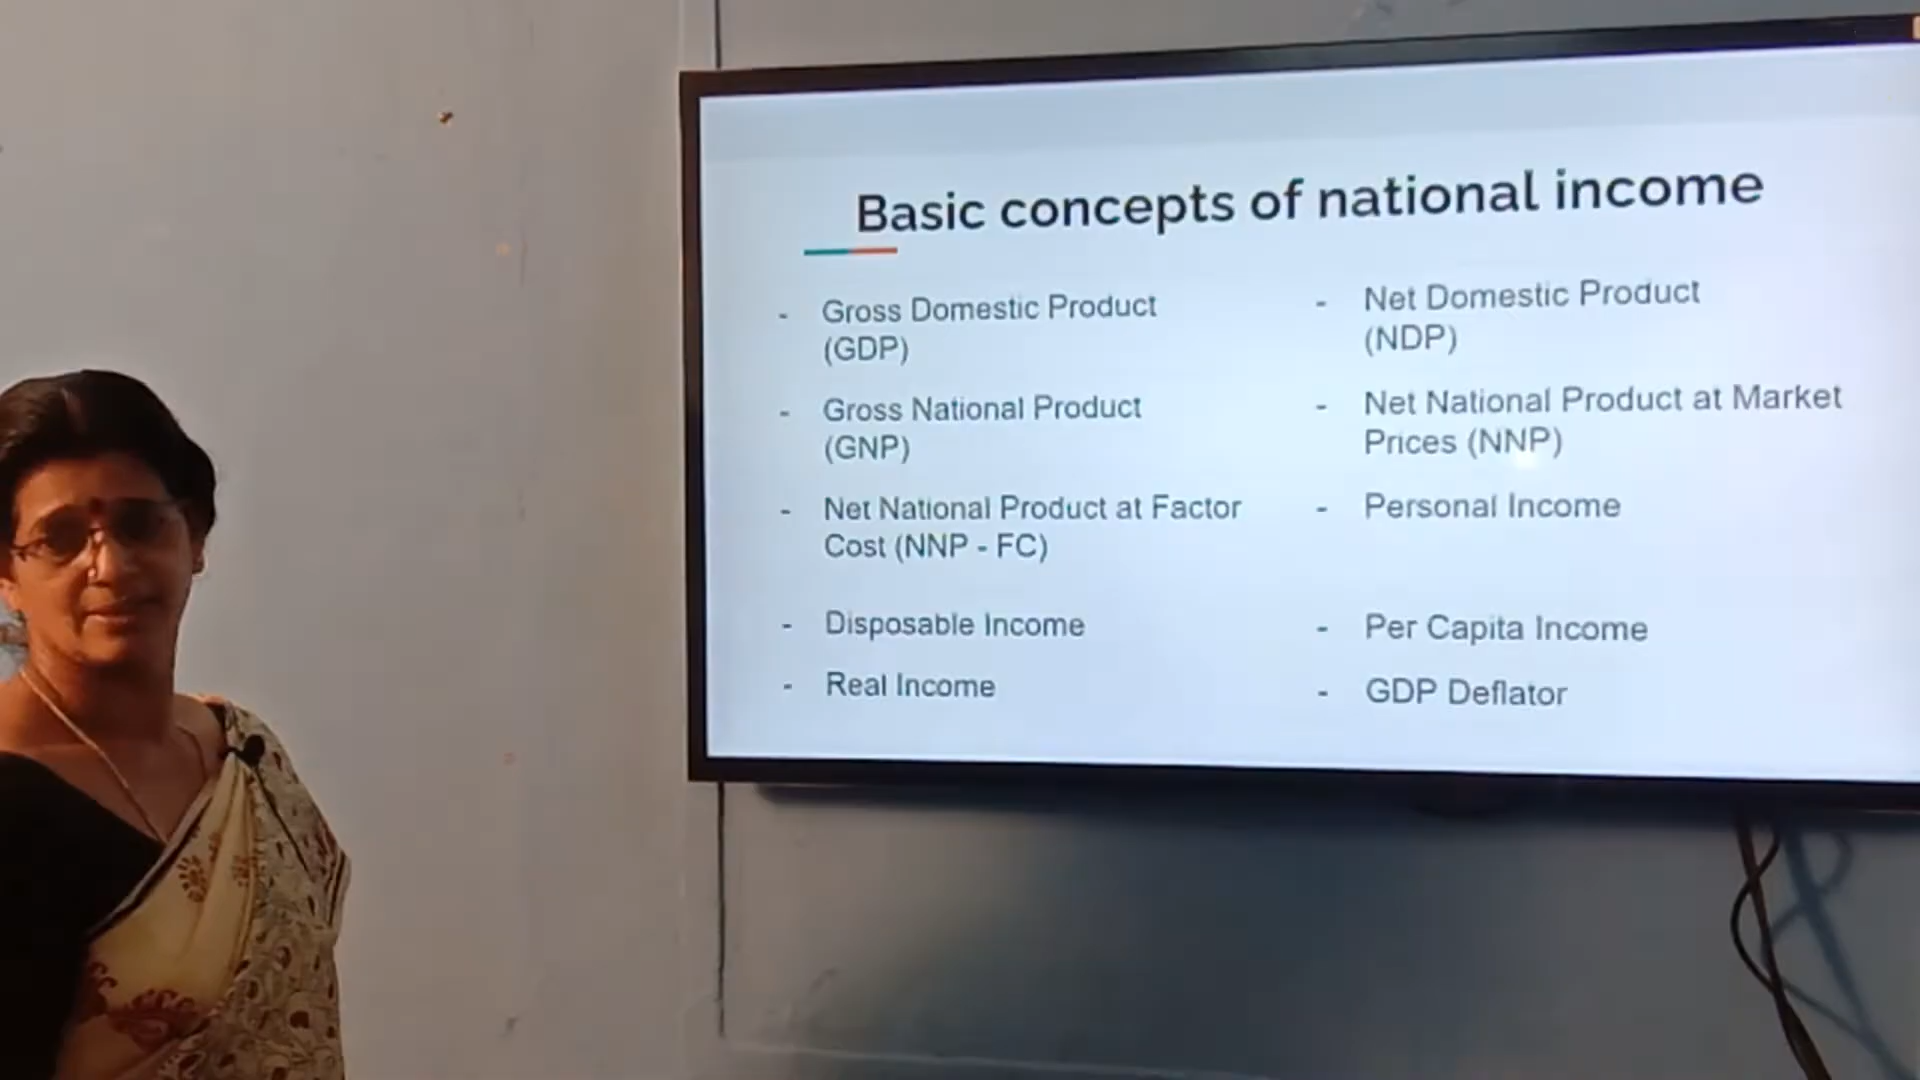 Basic concepts of national income
- Gross Domestic Product
(GDP)
- Gross National Product
(GNP)
- Net National Product at Factor
Cost (NNP - FC)
- Disposable Income
- Real Income
- Net Domestic Product
(NDP)
- Net National Product at Market
Prices (NNP)
- Personal Income
- Per Capita Income
- GDP Deflator